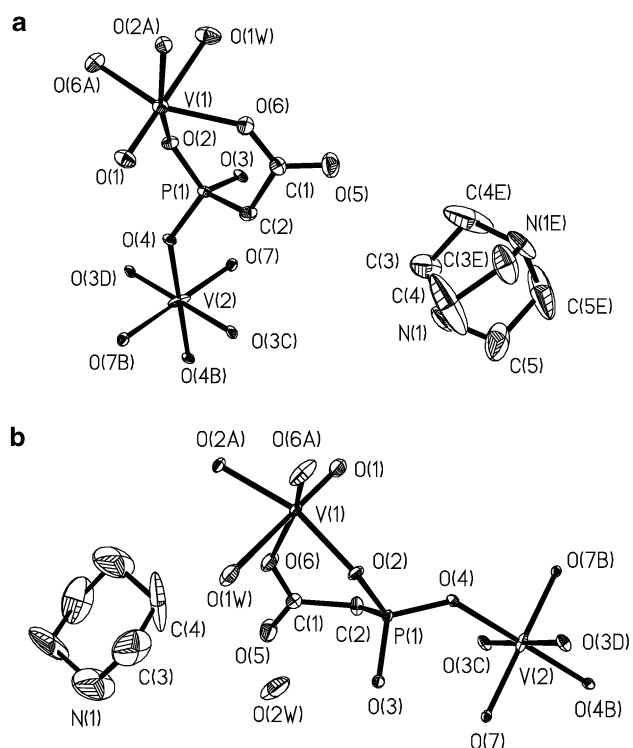 a
O(2A)
O(1W)
O(6A)
V(1)
O(6)
O(2)
O(1)
O(3)
P(1)
C(1)
O(5)
C(2)
O(4)
O(7)
O(3D)
V(2)
O(7B)
O(3C)
O(4B)
C(4E)
N(1E)
C(3)
C(3E)
C(4)
C(5E)
N(1)
C(5)
b
O(2A)
O(6A)
O(1)
V(1)
O(6)
O(2)
O(4)
O(7B)
O(1W)
C(4)
C(1)
C(2)
P(1)
O(5)
O(3C)
O(3D)
C(3)
V(2)
O(3)
O(4B)
N(1)
O(2W)
O(7)